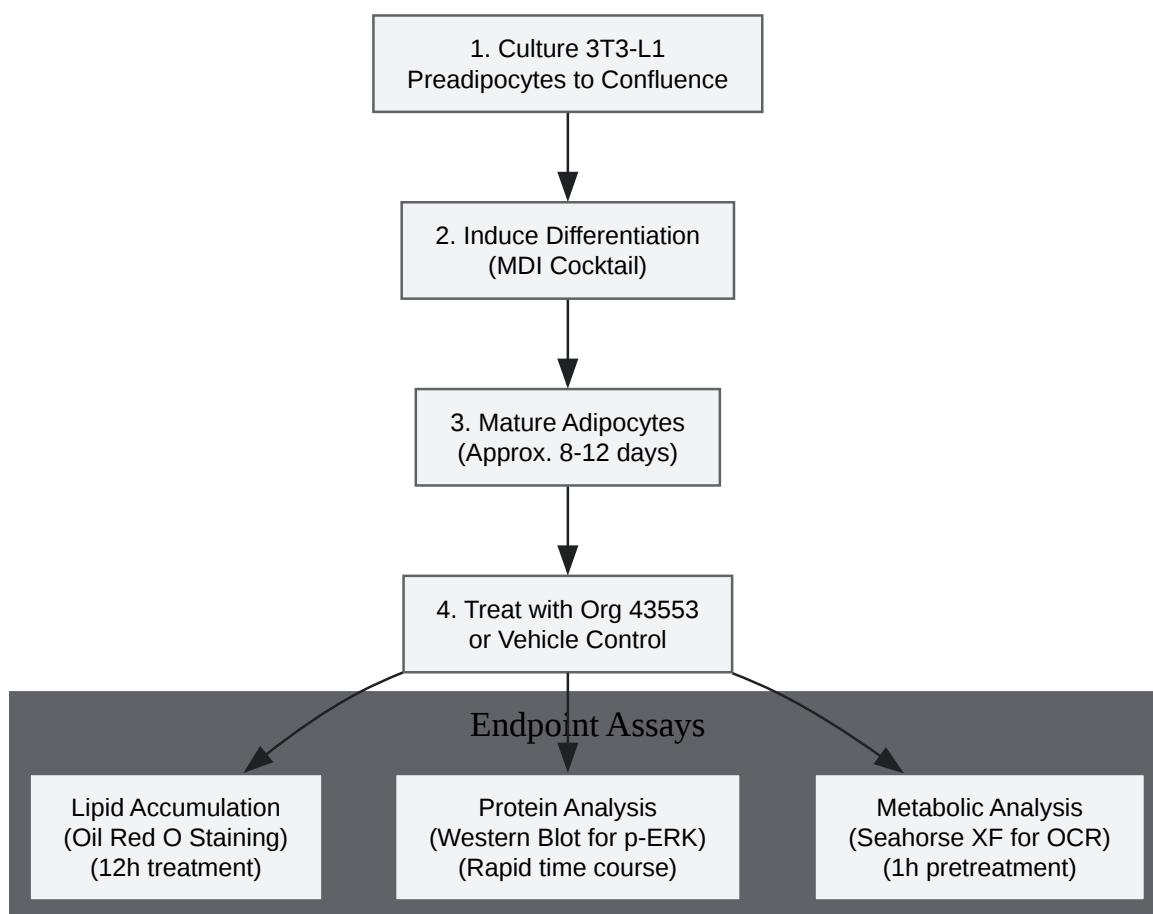 1. Culture 3T3-L1
Preadipocytes to Confluence
2. Induce Differentiation
(MDI Cocktail)
3. Mature Adipocytes
(Approx. 8-12 days)
4. Treat with Org 43553
or Vehicle Control
Endpoint Assays
Lipid Accumulation
(Oil Red O Staining)
(12h treatment)
Protein Analysis
(Western Blot for p-ERK)
(Rapid time course)
Metabolic Analysis
(Seahorse XF for OCR)
(1h pretreatment)